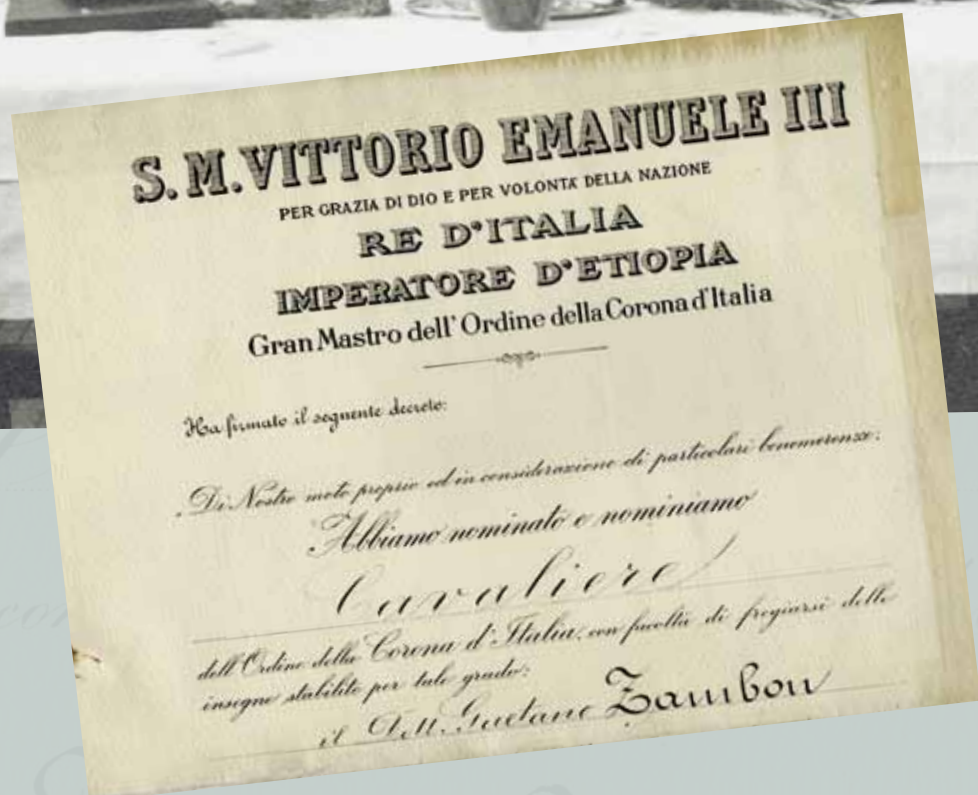 S. M. VITTORIO EMANUELE III
PER GRAZIA DI DIO E PER VOLONTA' DELLA NAZIONE
RE D'ITALIA
IMPERATORE D'ETIOPIA
Gran Mastro dell' Ordine della Corona d'Italia
Ha firmato il seguente decreto:
Di Nostro moto proprio ed in considerazione di particolari benemerenze:
Abbiamo nominato e nominiamo
Cavaliere
dell'Ordine della Corona d'Italia, con facoltà di fregiarsi delle
insegne stabilite per tale grado:
il Dott. Gaetano Zambon